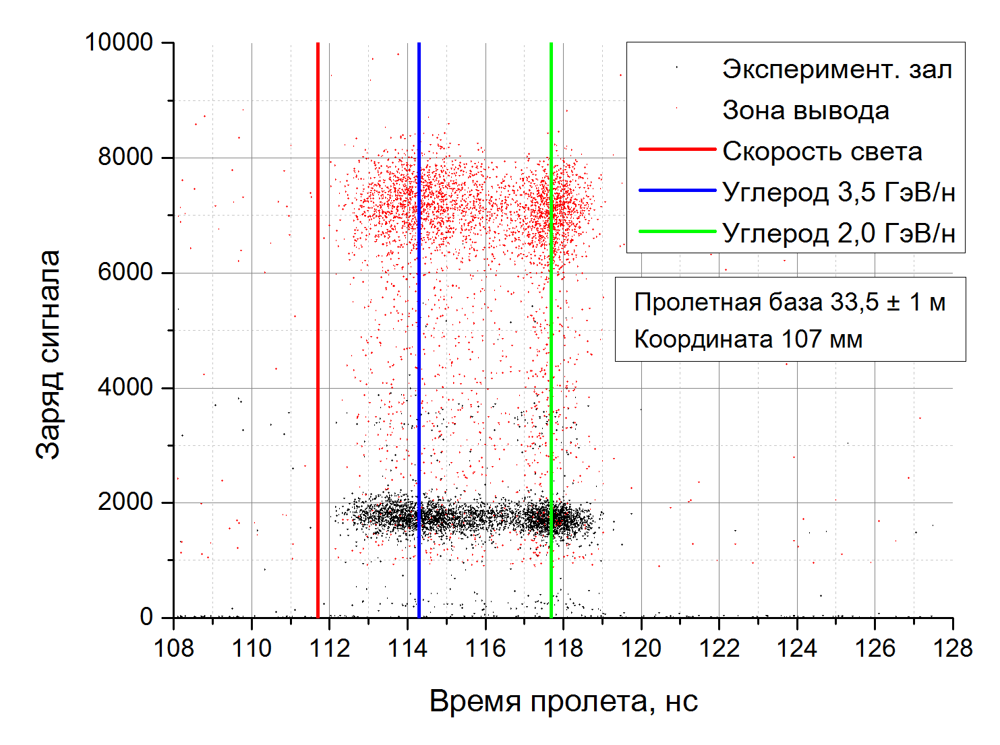 10000
8000
6000
4000
2000
0
Заряд сигнала
108 110 112 114 116 118 120 122 124 126 128
Время пролета, нс
Эксперимент. зал
Зона вывода
Скорость света
Углерод 3,5 ГэВ/н
Углерод 2,0 ГэВ/н
Пролетная база 33,5 ± 1 м
Координата 107 мм